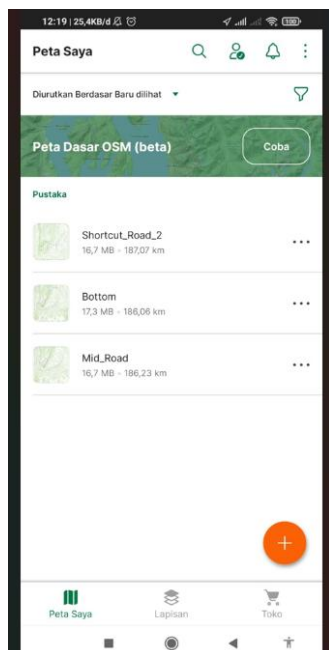 12:19 | 25,4KB/d
100
Peta Saya
Diurutkan Berdasar Baru dilihat
Peta Dasar OSM (beta)
Coba
Pustaka
Shortcut_Road_2
16,7 MB - 187,07 km
Bottom
17,3 MB - 186,06 km
Mid_Road
16,7 MB - 186,23 km
Peta Saya
Lapisan
Toko